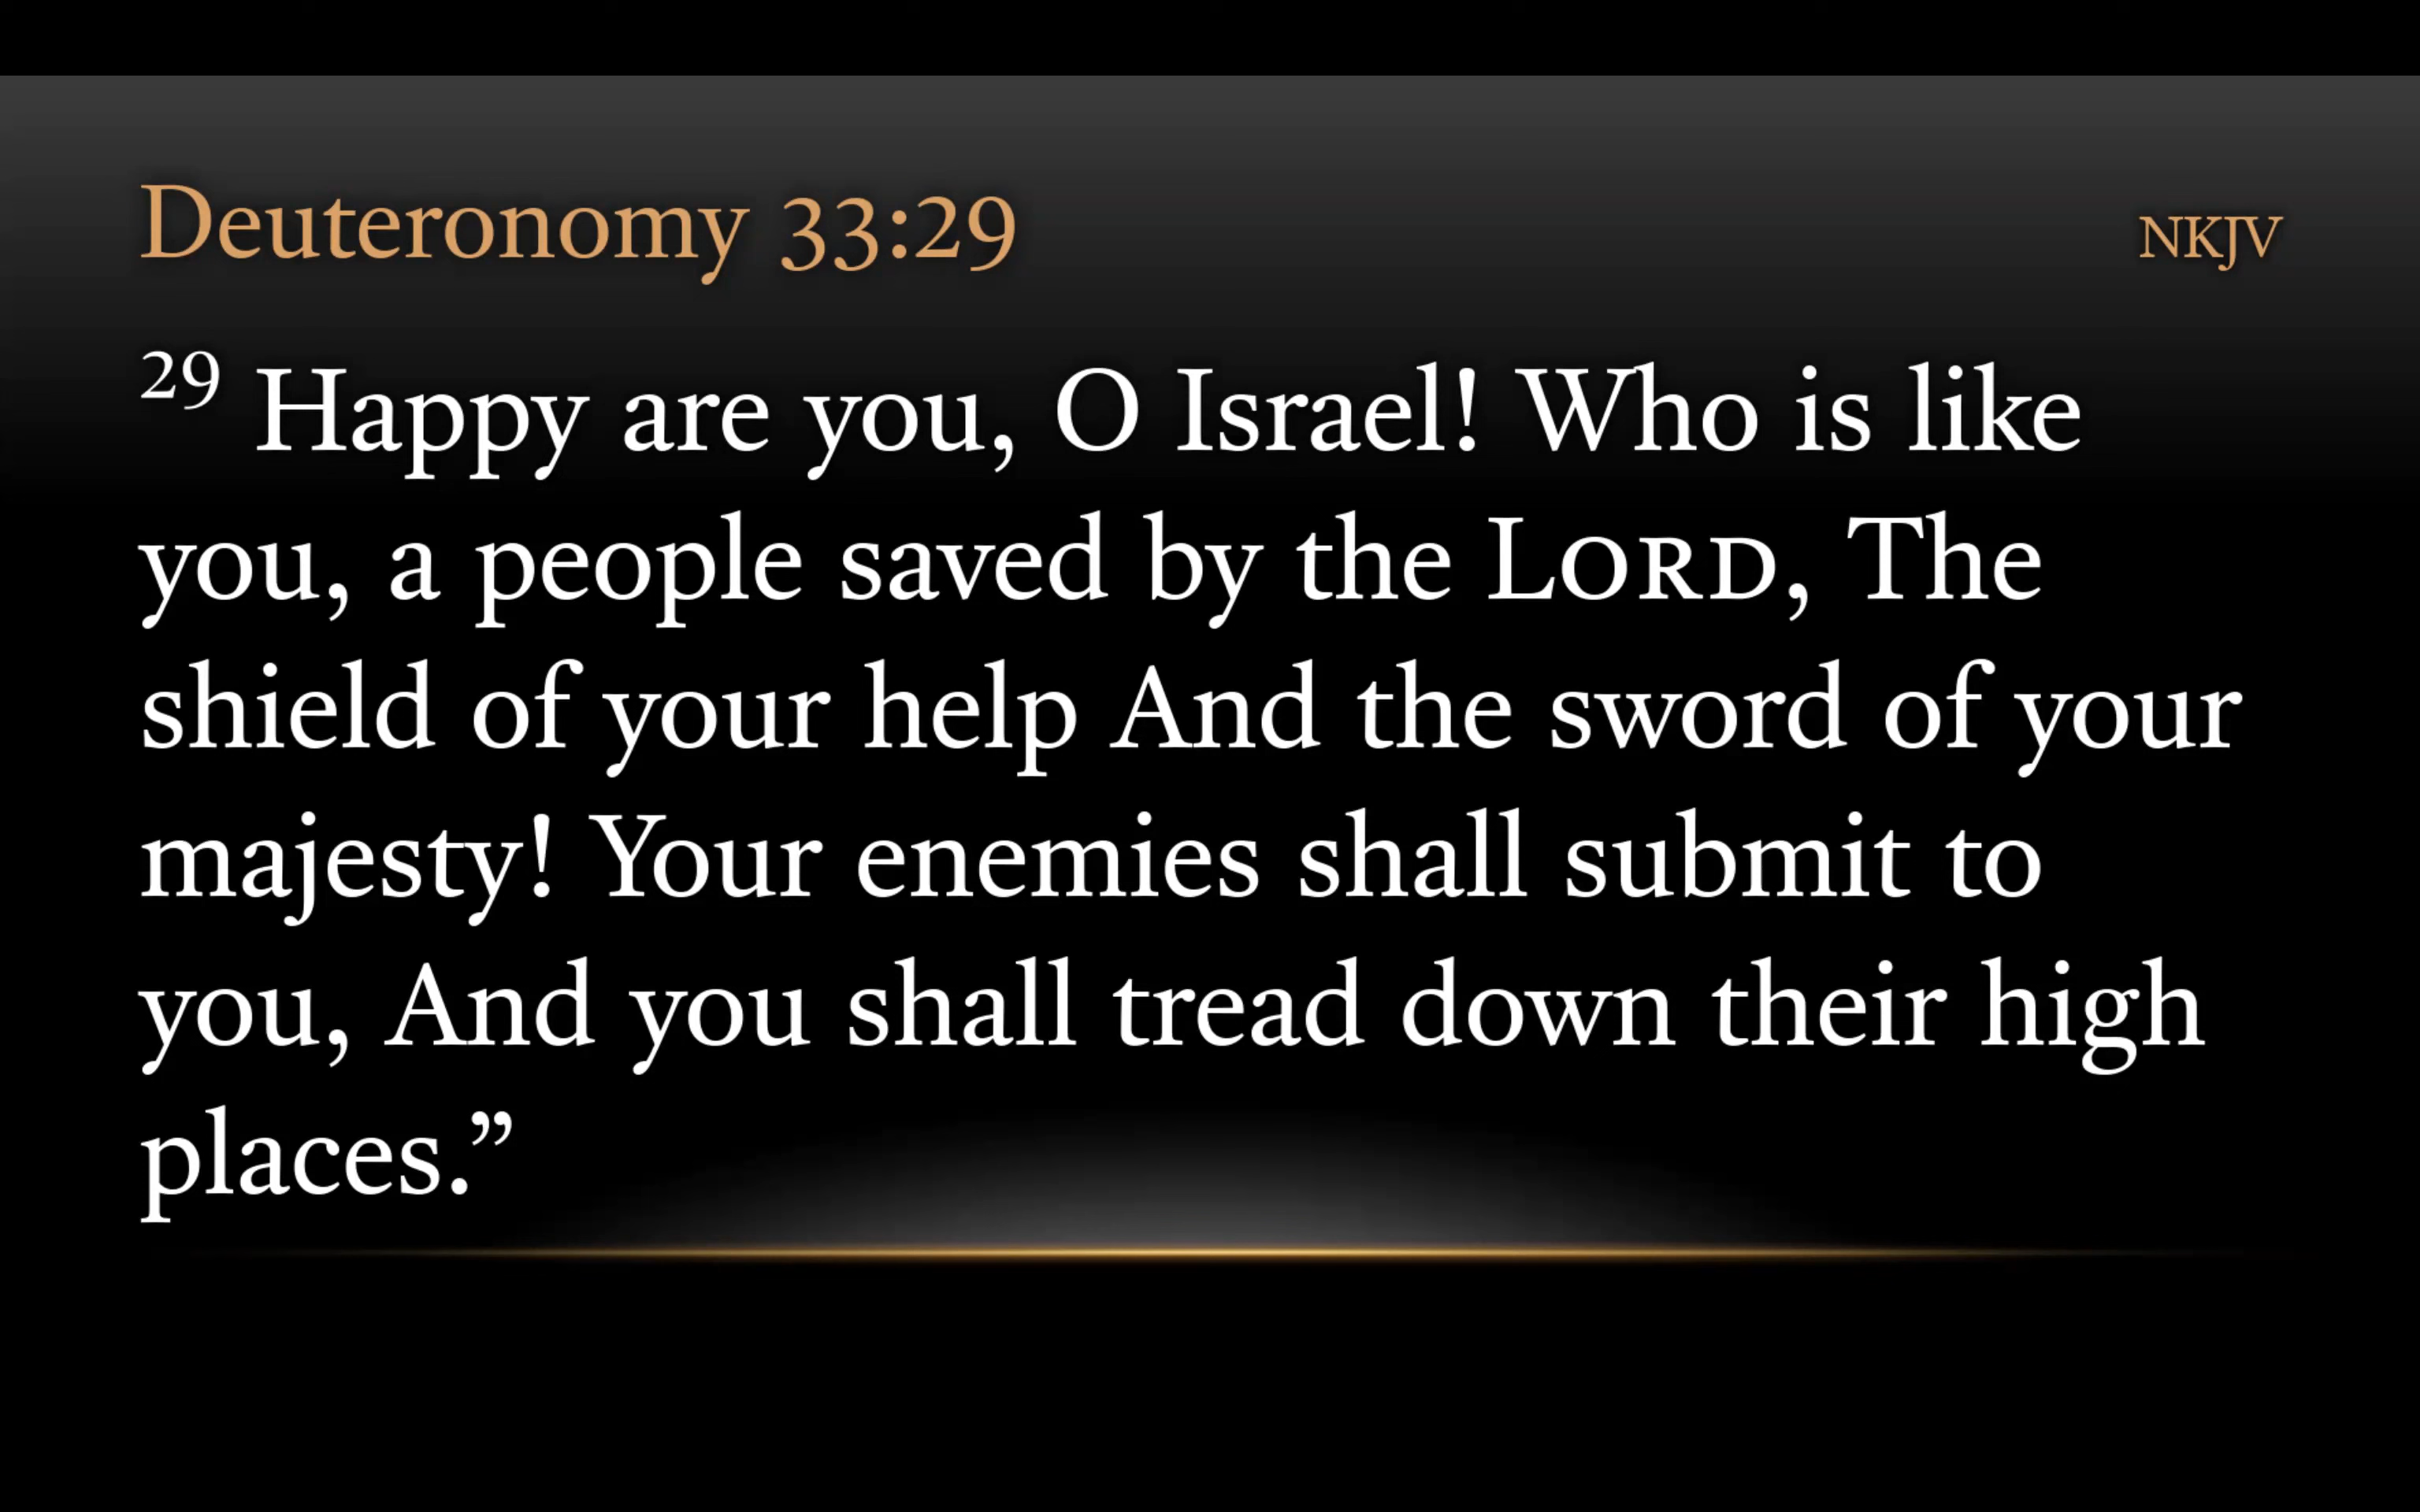 Deuteronomy 33:29 NKJV
29 Happy are you, O Israel! Who is like
you, a people saved by the LORD, The
shield of your help And the sword of your
majesty! Your enemies shall submit to
you, And you shall tread down their high
places.”